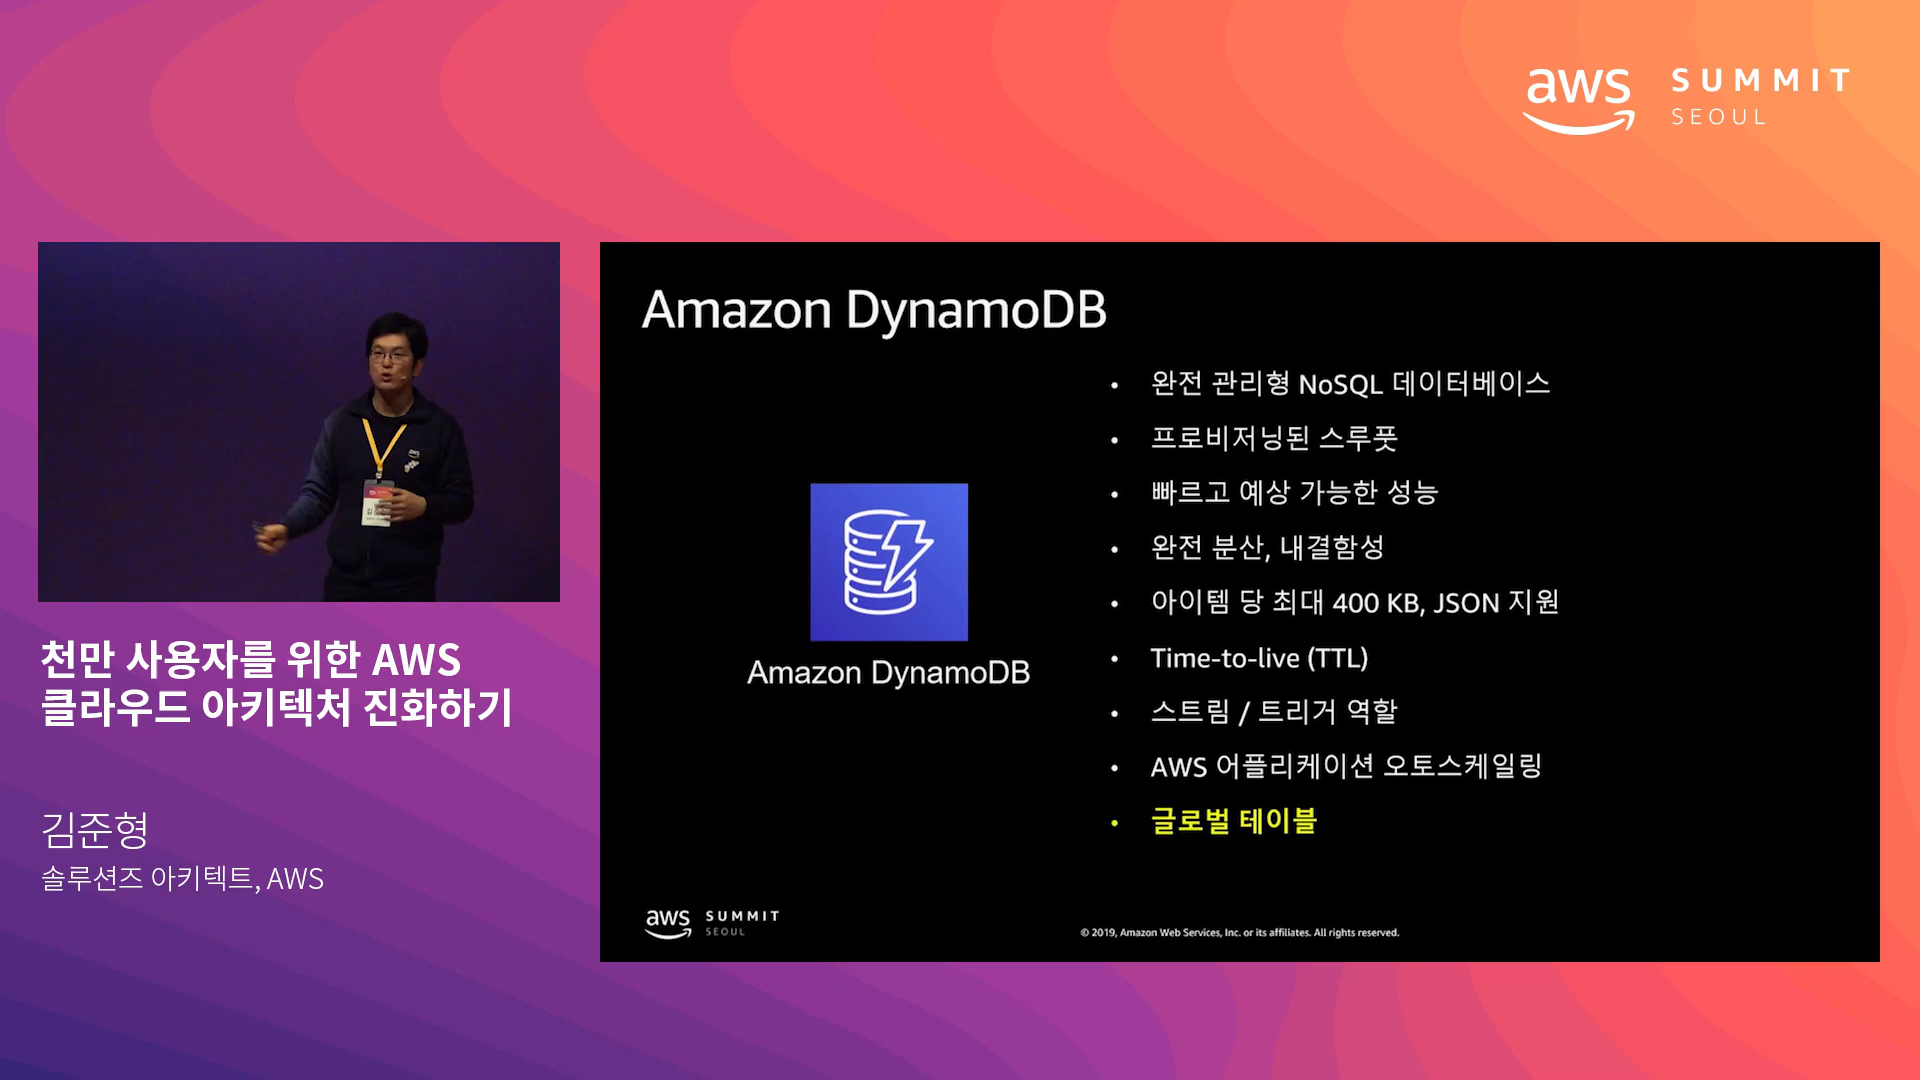 aws SUMMIT
SEOUL
Amazon DynamoDB
• 완전 관리형 NoSQL 데이터베이스
• 프로비저닝된 스루풋
• 빠르고 예상 가능한 성능
• 완전 분산, 내결함성
• 아이템 당 최대 400 KB, JSON 지원
• Time-to-live (TTL)
• 스트림 / 트리거 역할
• AWS 어플리케이션 오토스케일링
• 글로벌 테이블
Amazon DynamoDB
aws SUMMIT
SEOUL
© 2019, Amazon Web Services, Inc. or its affiliates. All rights reserved.
천만 사용자를 위한 AWS
클라우드 아키텍처 진화하기
김준형
솔루션즈 아키텍트, AWS